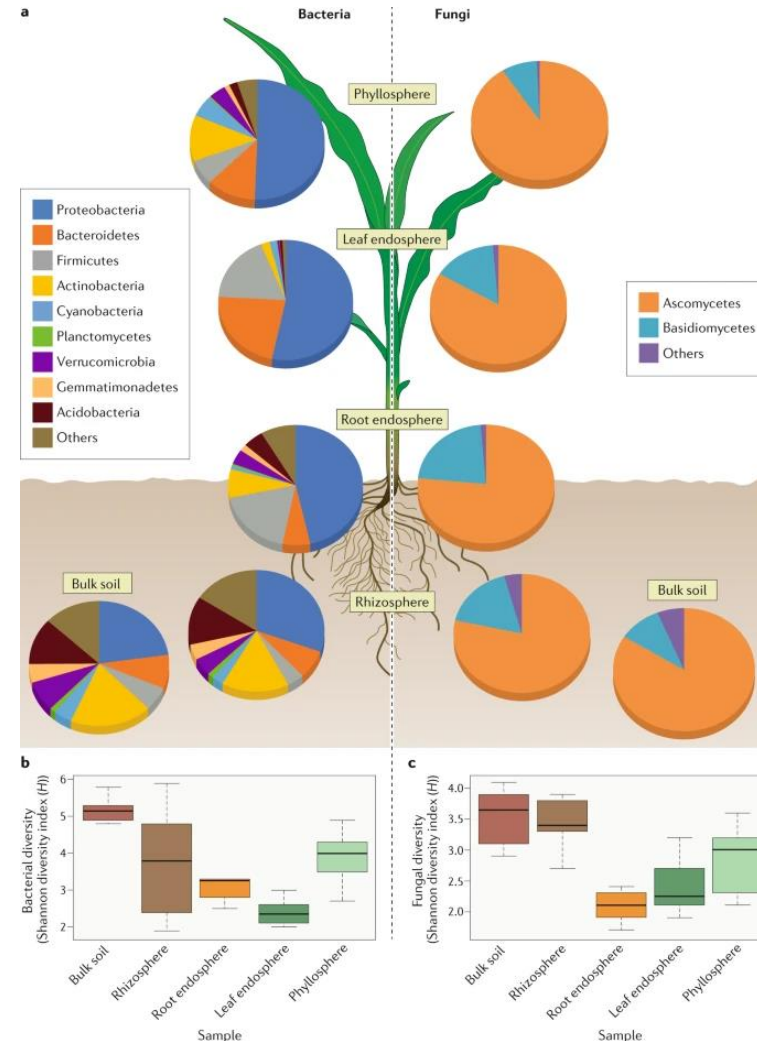 a
Bacteria
Fungi
Phyllosphere
Proteobacteria
Bacteroidetes
Firmicutes
Actinobacteria
Cyanobacteria
Planctomycetes
Verrucomicrobia
Gemmatimonadetes
Acidobacteria
Others
Leaf endosphere
Ascomycetes
Basidiomycetes
Others
Root endosphere
Bulk soil
Rhizosphere
Bulk soil
b
Bacterial diversity
(Shannon diversity index (H))
6
5
4
3
2
Bulk soil
Rhizosphere
Root endosphere
Leaf endosphere
Phyllosphere
Sample
c
Fungal diversity
(Shannon diversity index (H))
4.0
3.5
3.0
2.5
2.0
Bulk soil
Rhizosphere
Root endosphere
Leaf endosphere
Phyllosphere
Sample